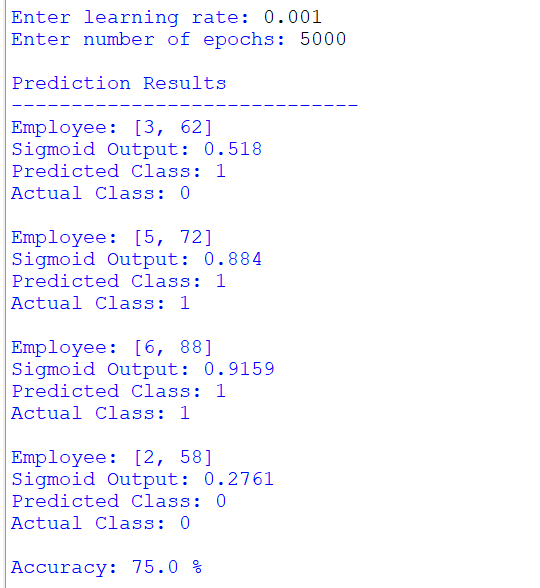 Enter learning rate: 0.001
Enter number of epochs: 5000
Prediction Results
-----------------------------
Employee: [3, 62]
Sigmoid Output: 0.518
Predicted Class: 1
Actual Class: 0
Employee: [5, 72]
Sigmoid Output: 0.884
Predicted Class: 1
Actual Class: 1
Employee: [6, 88]
Sigmoid Output: 0.9159
Predicted Class: 1
Actual Class: 1
Employee: [2, 58]
Sigmoid Output: 0.2761
Predicted Class: 0
Actual Class: 0
Accuracy: 75.0 %